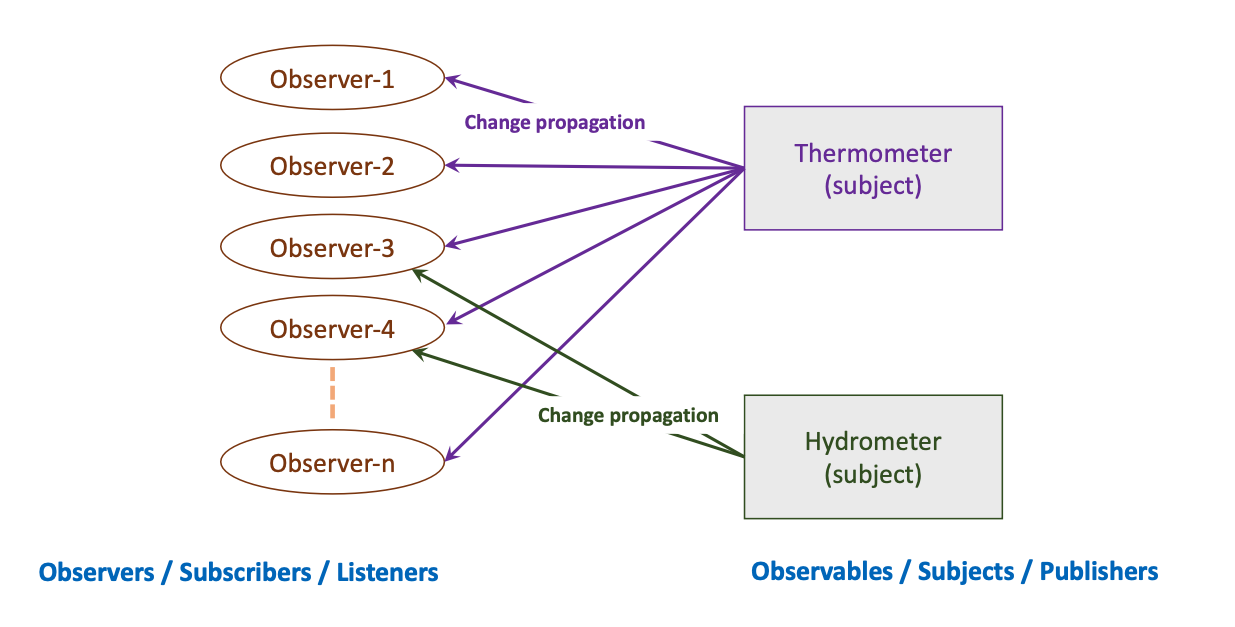 Observer-1
Change propagation
Observer-2
Thermometer
(subject)
Observer-3
Observer-4
Change propagation
Hydrometer
(subject)
Observer-n
Observers / Subscribers / Listeners
Observables / Subjects / Publishers